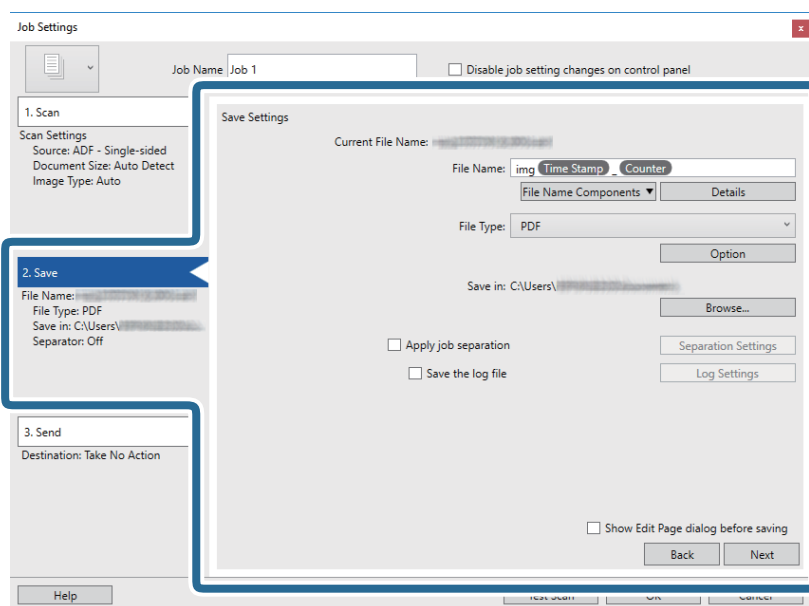 Job Settings
x
Job Name Job 1
Disable job setting changes on control panel
1. Scan
Scan Settings
Source: ADF - Single-sided
Document Size: Auto Detect
Image Type: Auto
2. Save
File Name:
File Type: PDF
Save in: C:\Users\
Separator: Off
3. Send
Destination: Take No Action
Save Settings
Current File Name:
File Name: img Time Stamp _ Counter
File Name Components ▼ Details
File Type: PDF
Option
Save in: C:\Users\
Browse...
Apply job separation Separation Settings
Save the log file Log Settings
Show Edit Page dialog before saving
Back Next
Help Test Scan OK Cancel